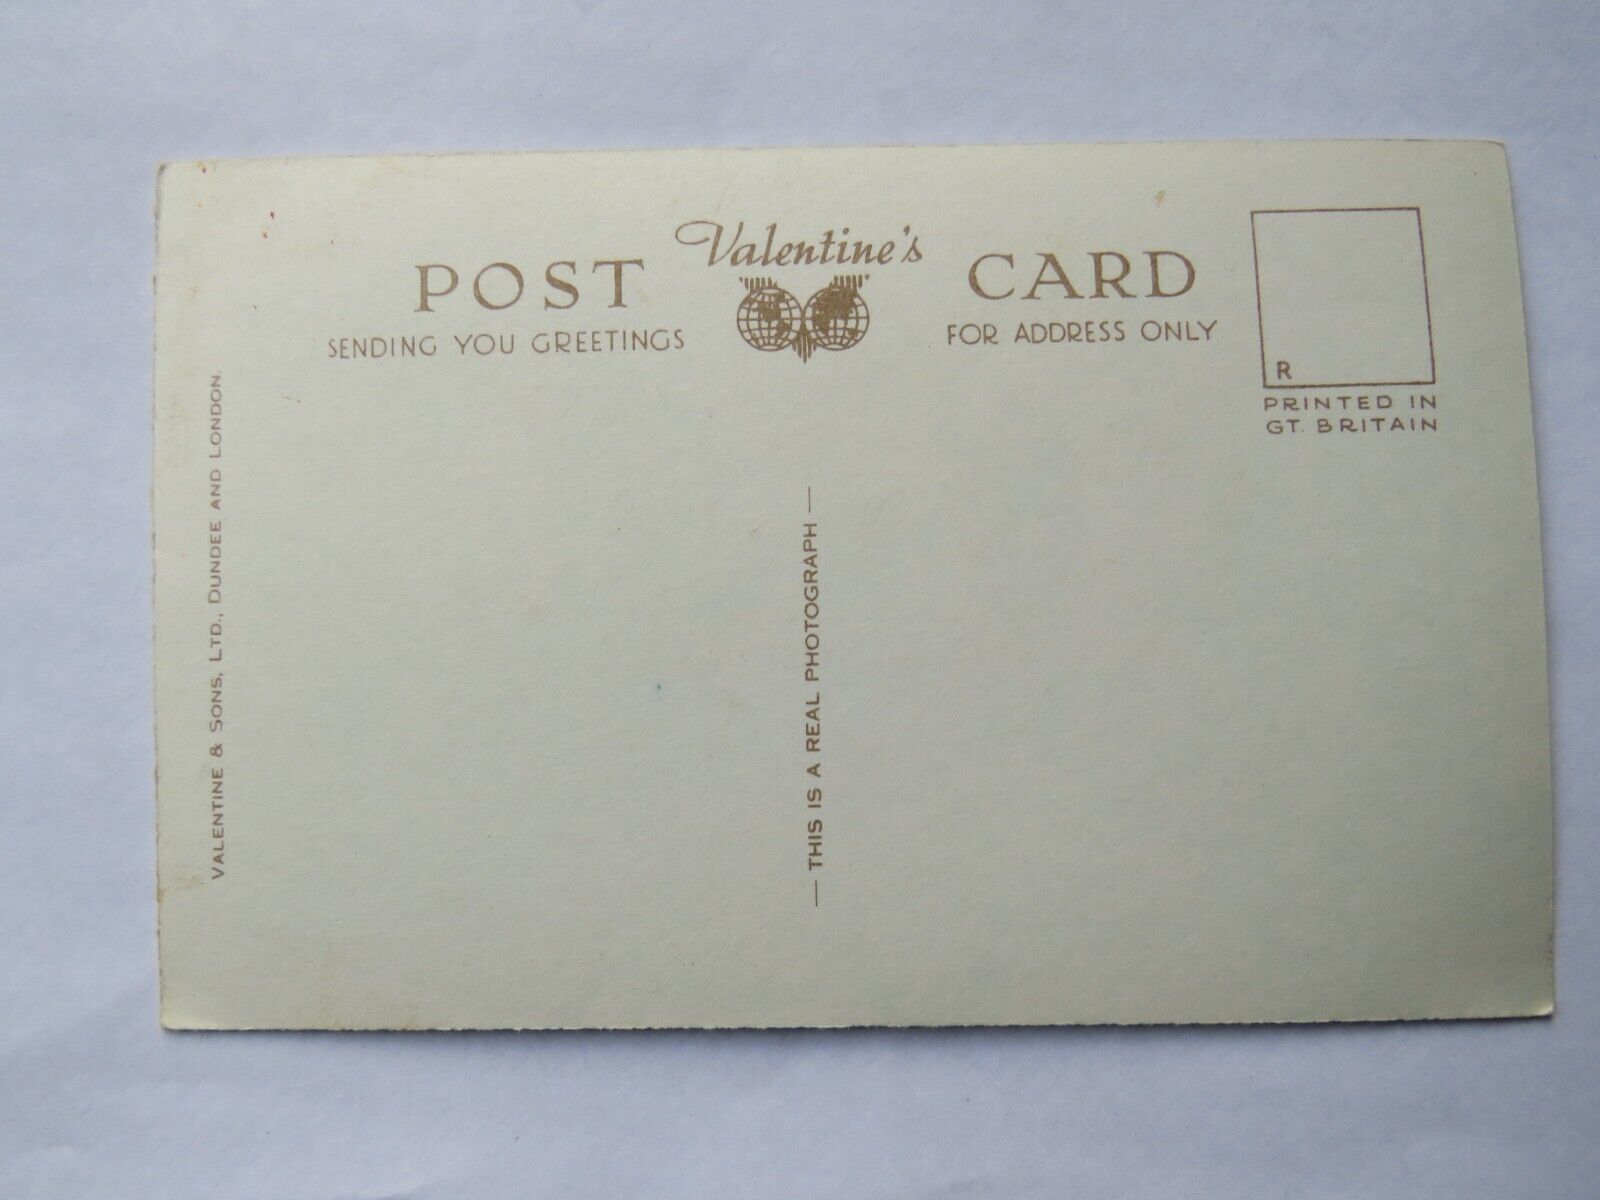 Valentine's
POST CARD
SENDING YOU GREETINGS
FOR ADDRESS ONLY
R
PRINTED IN
GT. BRITAIN
VALENTINE & SONS, LTD., DUNDEE AND LONDON.
— THIS IS A REAL PHOTOGRAPH —